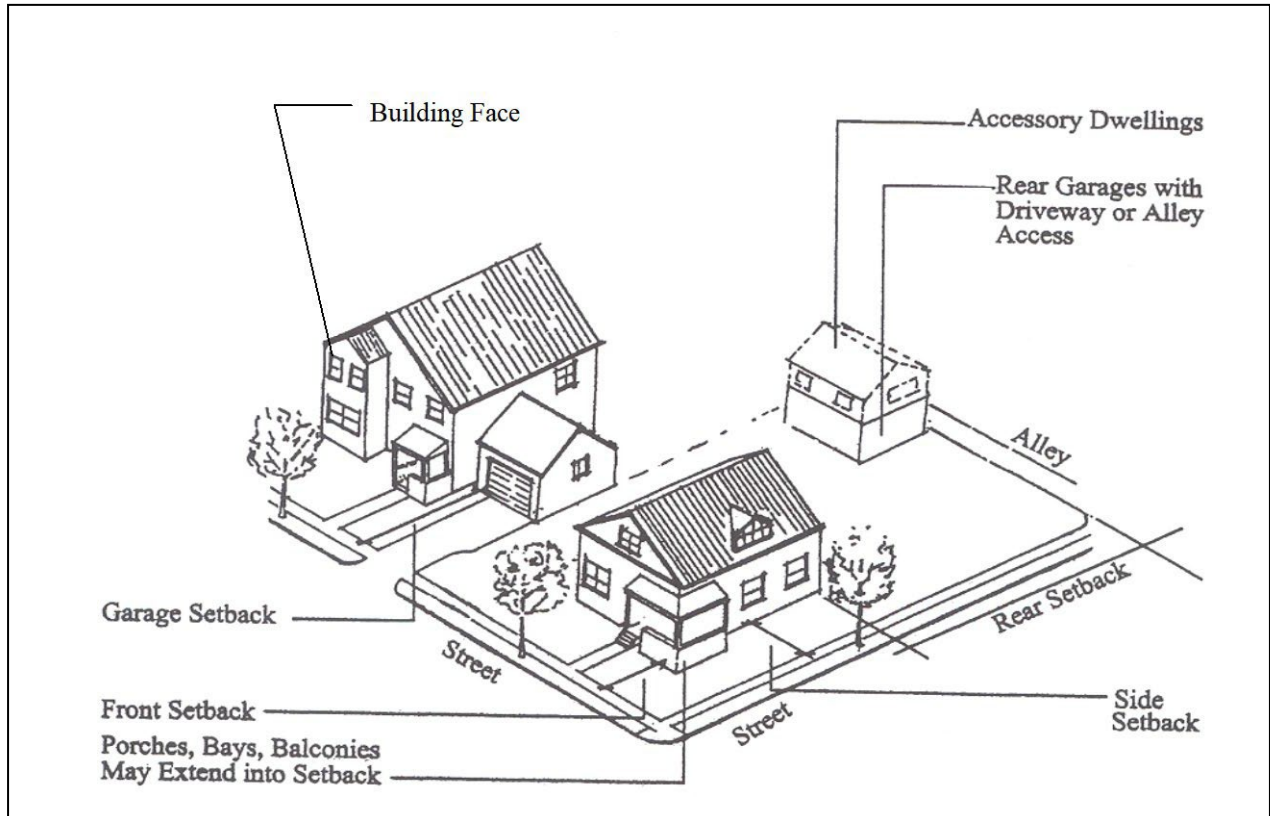 Building Face
Accessory Dwellings
Rear Garages with
Driveway or Alley
Access
Alley
Rear Setback
Garage Setback
Street
Front Setback
Street
Side
Setback
Porches, Bays, Balconies
May Extend into Setback